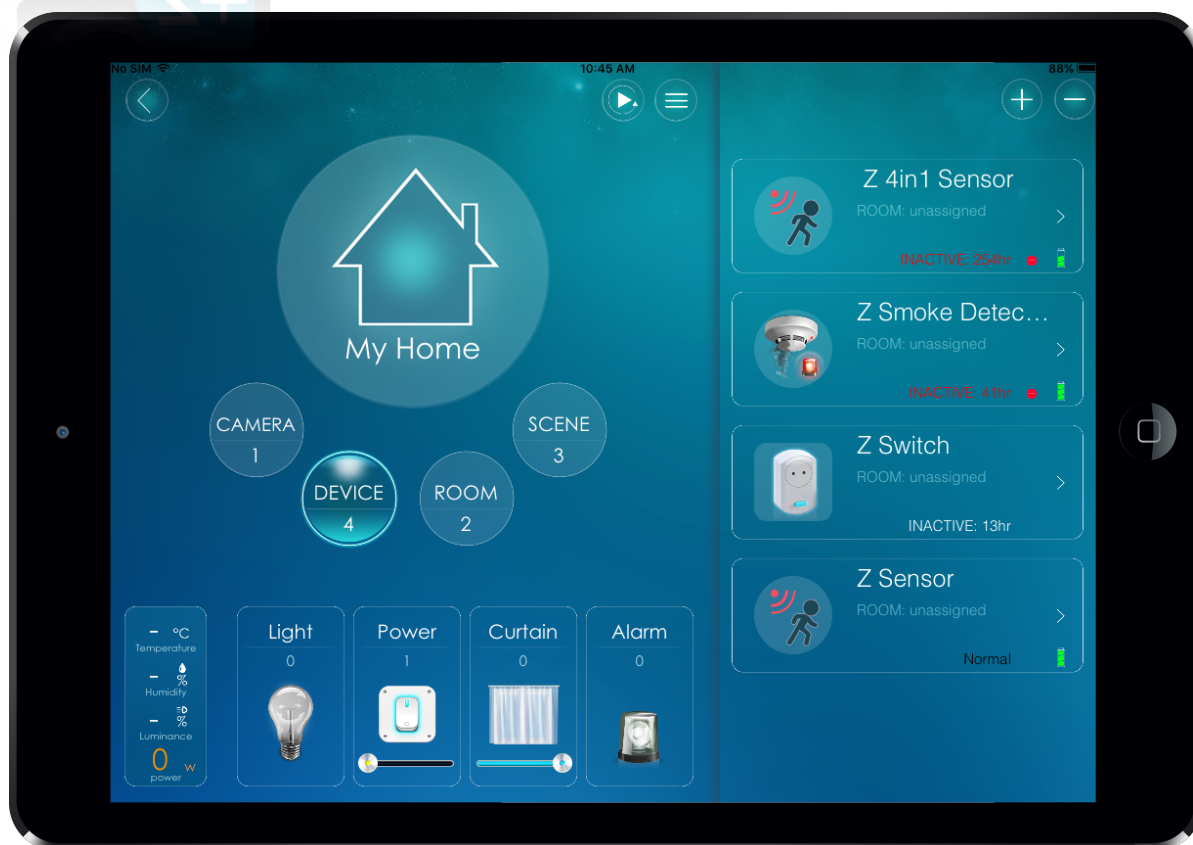 No SIM
10:45 AM
88%
My Home
CAMERA
1
DEVICE
4
ROOM
2
SCENE
3
- °C
Temperature
- %
Humidity
- %
Luminance
0 W
power
Light
0
Power
1
Curtain
0
Alarm
0
Z 4in1 Sensor
ROOM: unassigned
INACTIVE: 254hr
Z Smoke Detec...
ROOM: unassigned
INACTIVE: 41hr
Z Switch
ROOM: unassigned
INACTIVE: 13hr
Z Sensor
ROOM: unassigned
Normal